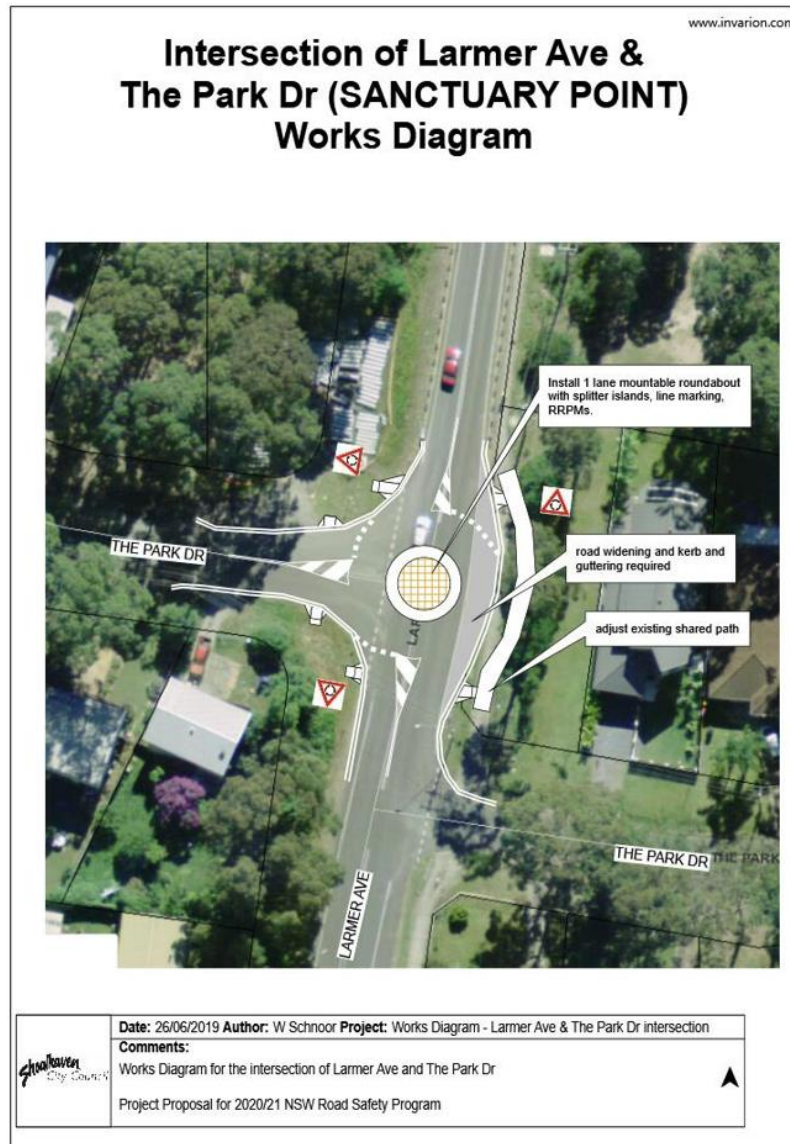 www.invarion.com
Intersection of Larmer Ave &
The Park Dr (SANCTUARY POINT)
Works Diagram
Install 1 lane mountable roundabout
with splitter islands, line marking,
RRPMs.
THE PARK DR
road widening and kerb and
guttering required
LAR
adjust existing shared path
THE PARK DR THE PARK
LARMER AVE
Date: 26/06/2019 Author: W Schnoor Project: Works Diagram - Larmer Ave & The Park Dr intersection
Comments:
Shoalhaven
City Council
Works Diagram for the intersection of Larmer Ave and The Park Dr
Project Proposal for 2020/21 NSW Road Safety Program